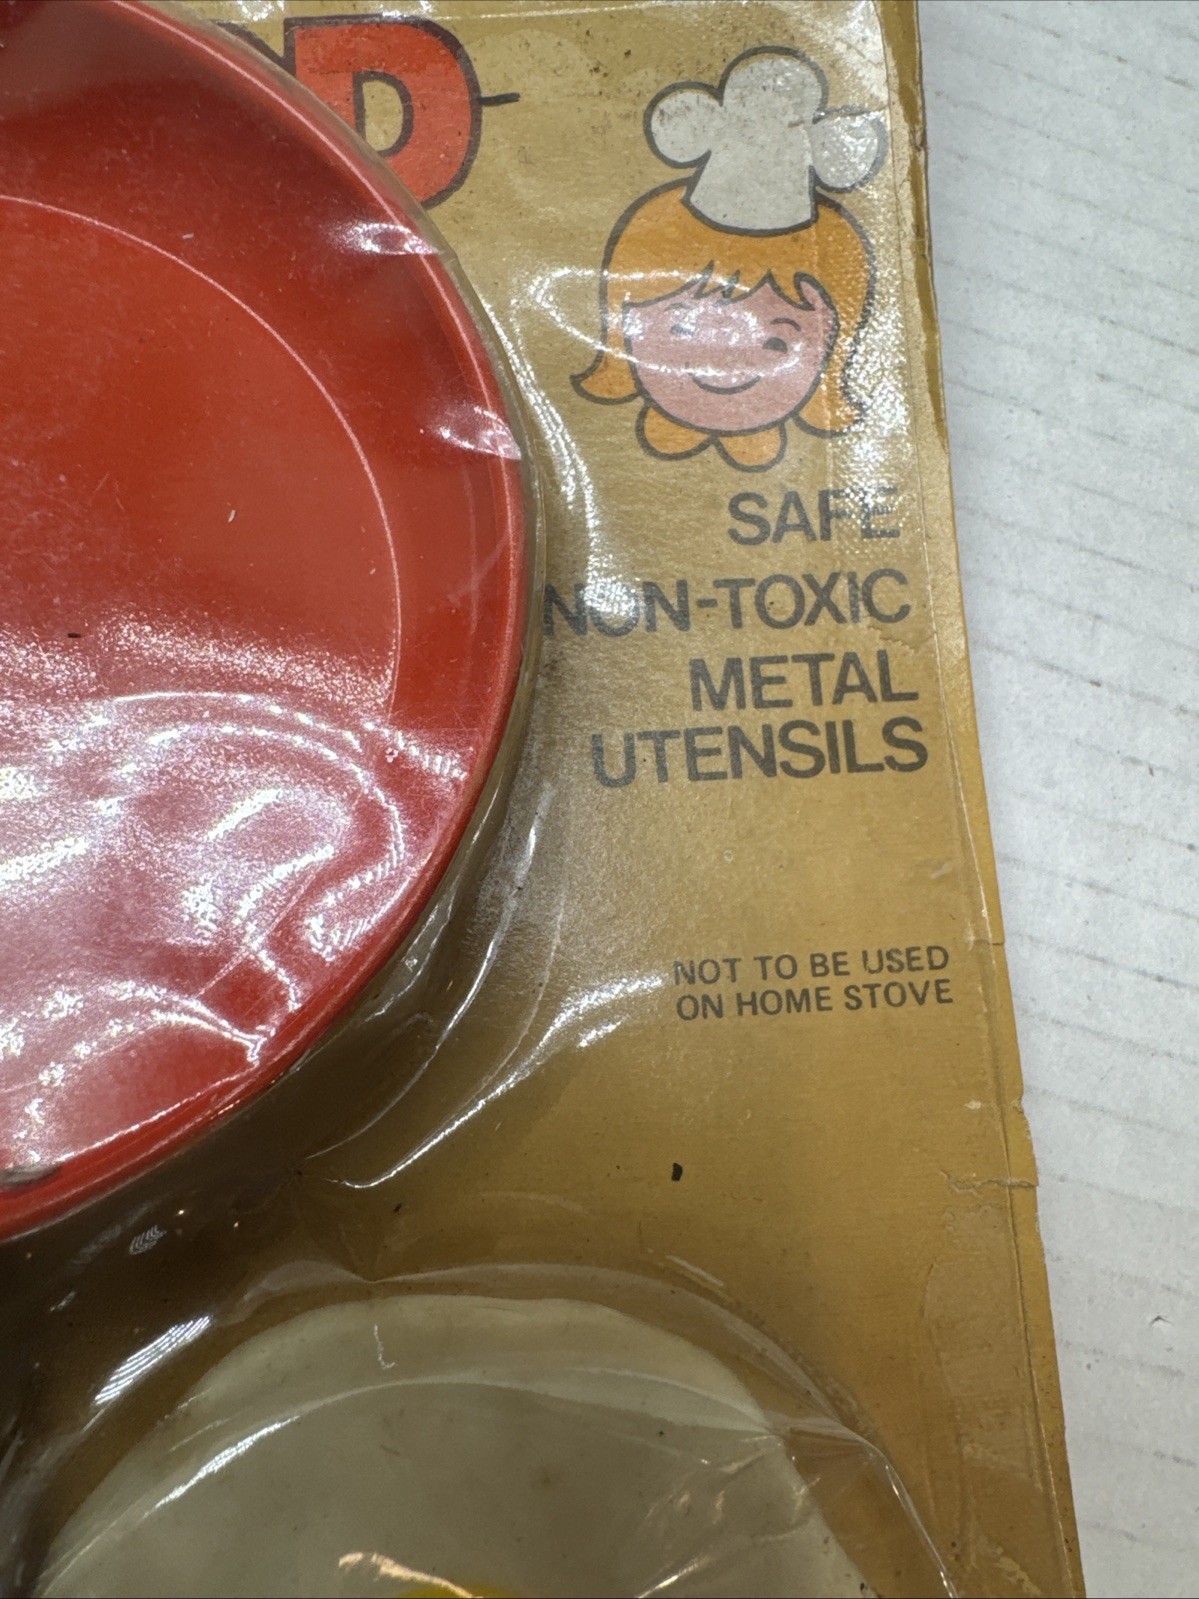 D
SAFE
NON-TOXIC
METAL
UTENSILS
NOT TO BE USED
ON HOME STOVE